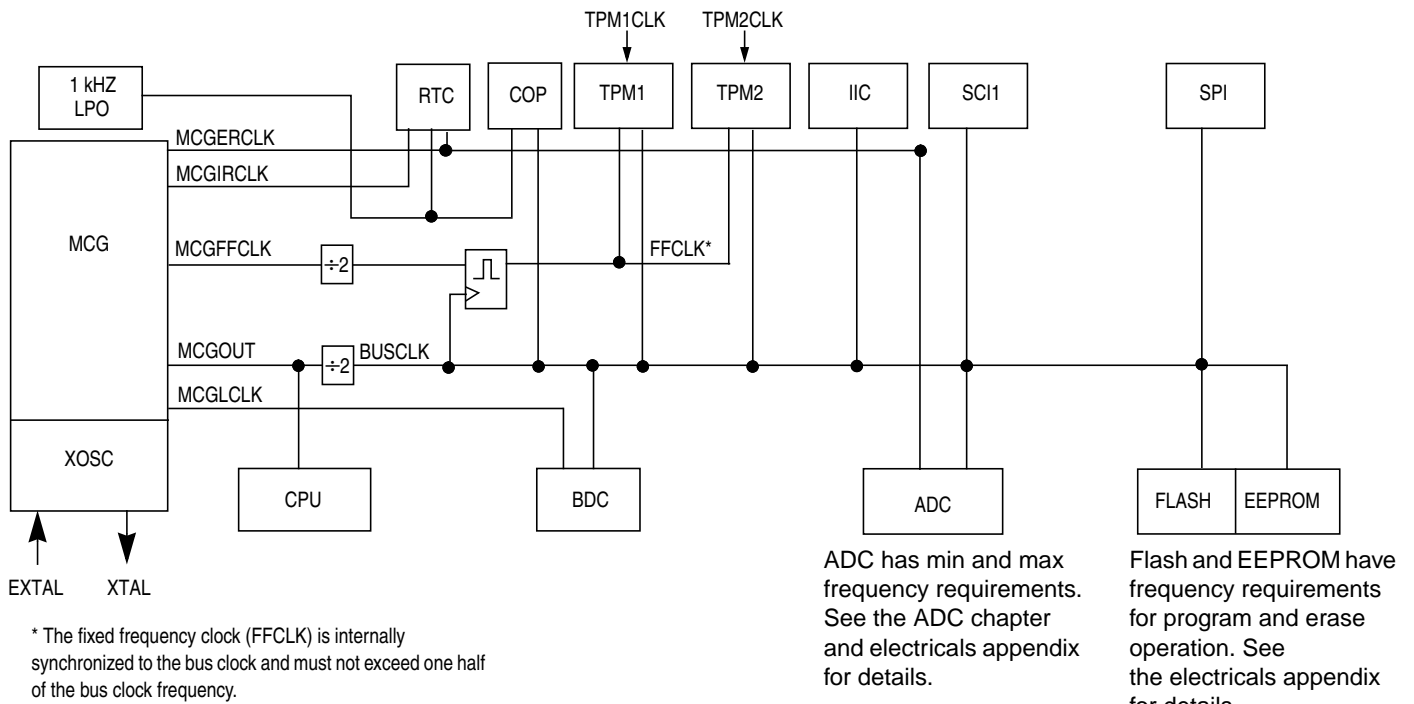 TPM1CLK
TPM2CLK
1 kHZ
LPO
RTC
COP
TPM1
TPM2
IIC
SCI1
SPI
MCGERCLK
MCGIRCLK
MCG
MCGFFCLK
÷2
FFCLK*
MCGOUT
÷2
BUSCLK
MCGLCLK
XOSC
CPU
BDC
ADC
FLASH
EEPROM
EXTAL
XTAL
ADC has min and max
frequency requirements.
See the ADC chapter
and electricals appendix
for details.
Flash and EEPROM have
frequency requirements
for program and erase
operation. See
the electricals appendix
for details.
* The fixed frequency clock (FFCLK) is internally
synchronized to the bus clock and must not exceed one half
of the bus clock frequency.